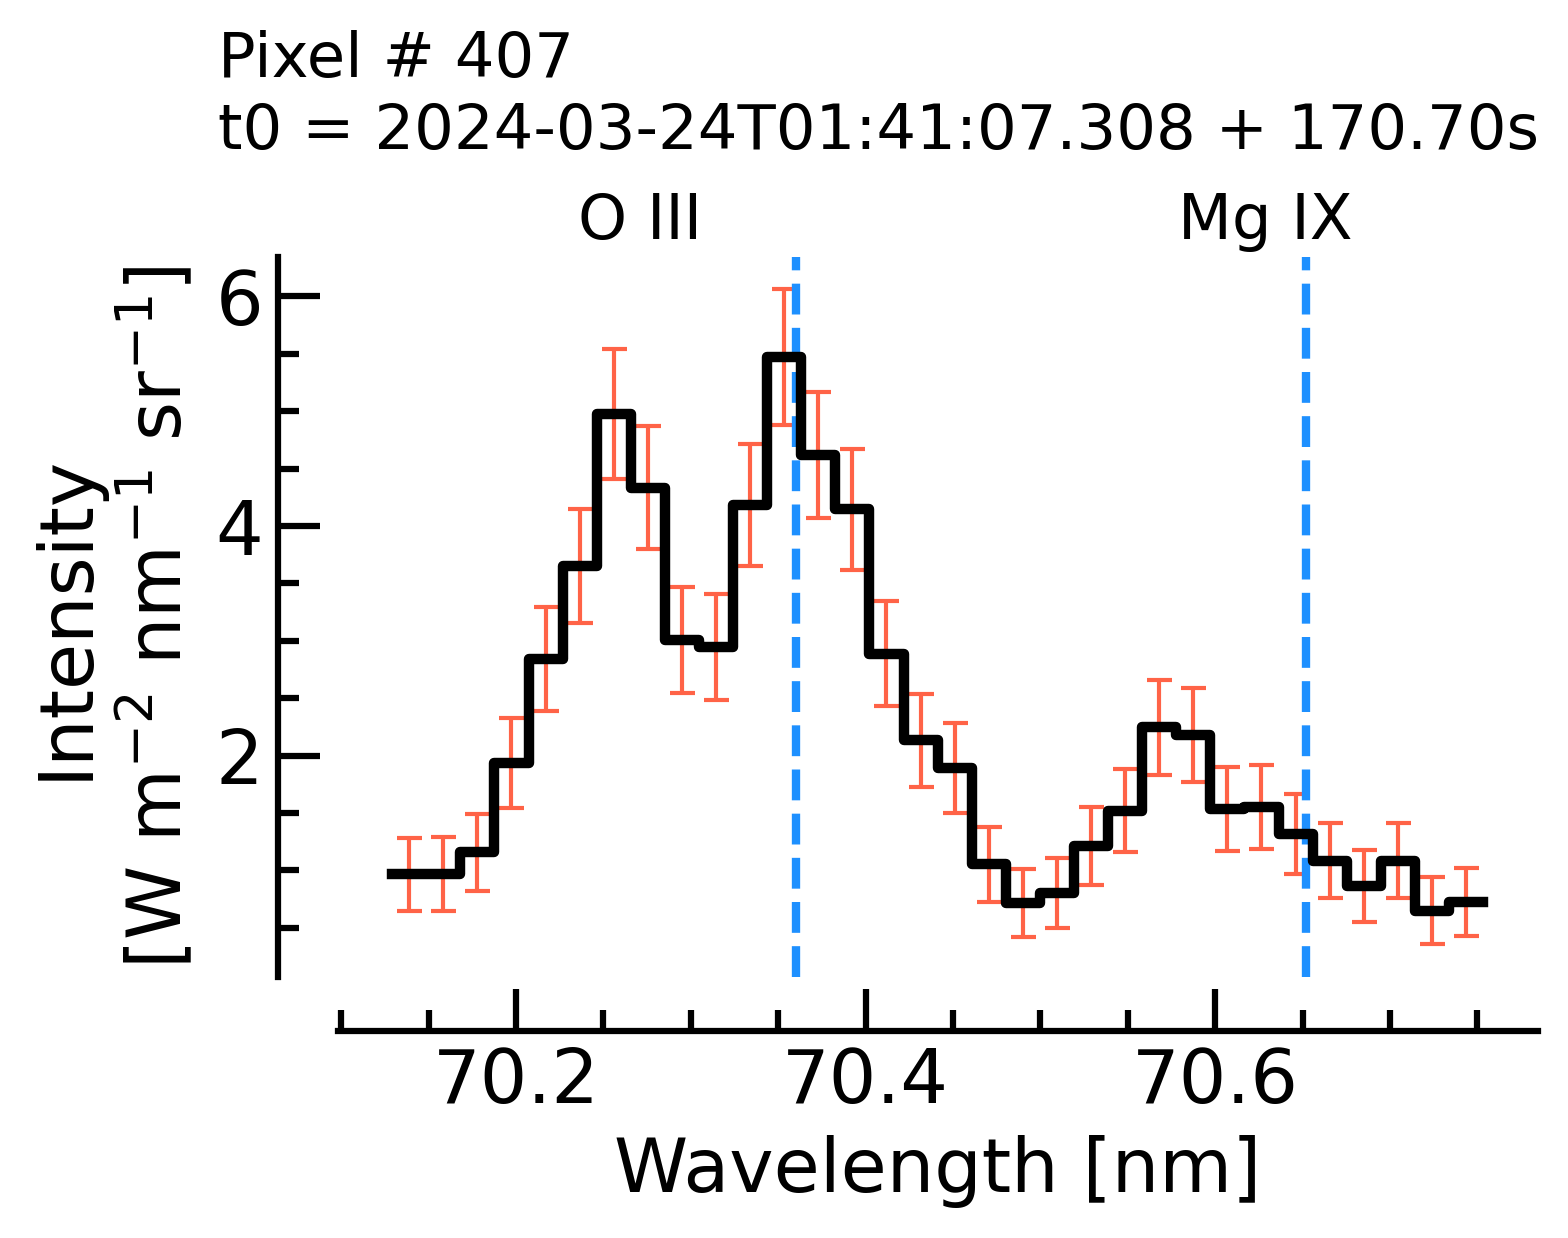 Pixel # 407
t0 = 2024-03-24T01:41:07.308 + 170.70s
O III Mg IX
Intensity
[W m⁻² nm⁻¹ sr⁻¹]
6
4
2
70.2 70.4 70.6
Wavelength [nm]